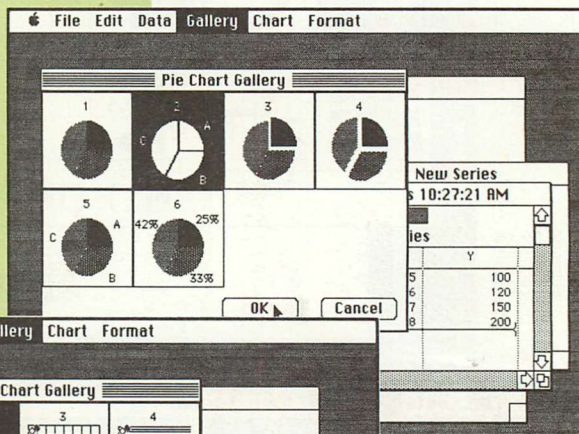 File Edit Data Gallery Chart Format
Pie Chart Gallery
1 2 3 4
C A B
5 6
C A B
42% 25% 33%
New Series
10:27:21 AM
ies
Y
5 100
6 120
7 150
8 200
OK Cancel
llery Chart Format
Chart Gallery
3 4